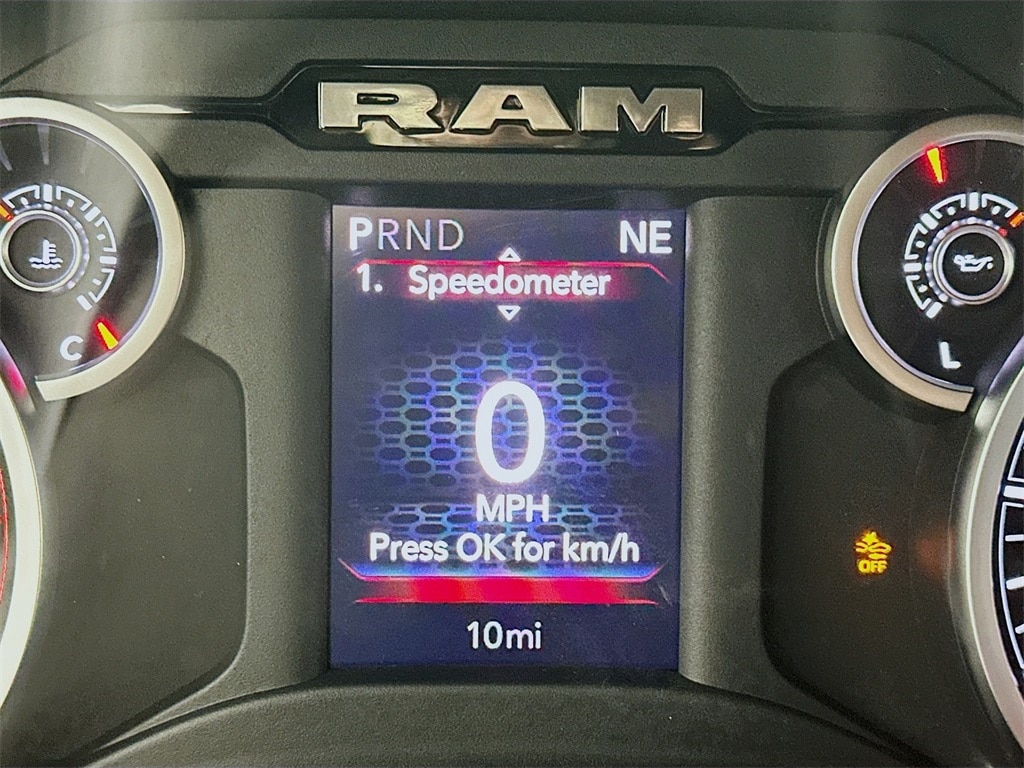 RAM
PRND NE
1. Speedometer
0
MPH
Press OK for km/h
10mi
C
L
OFF